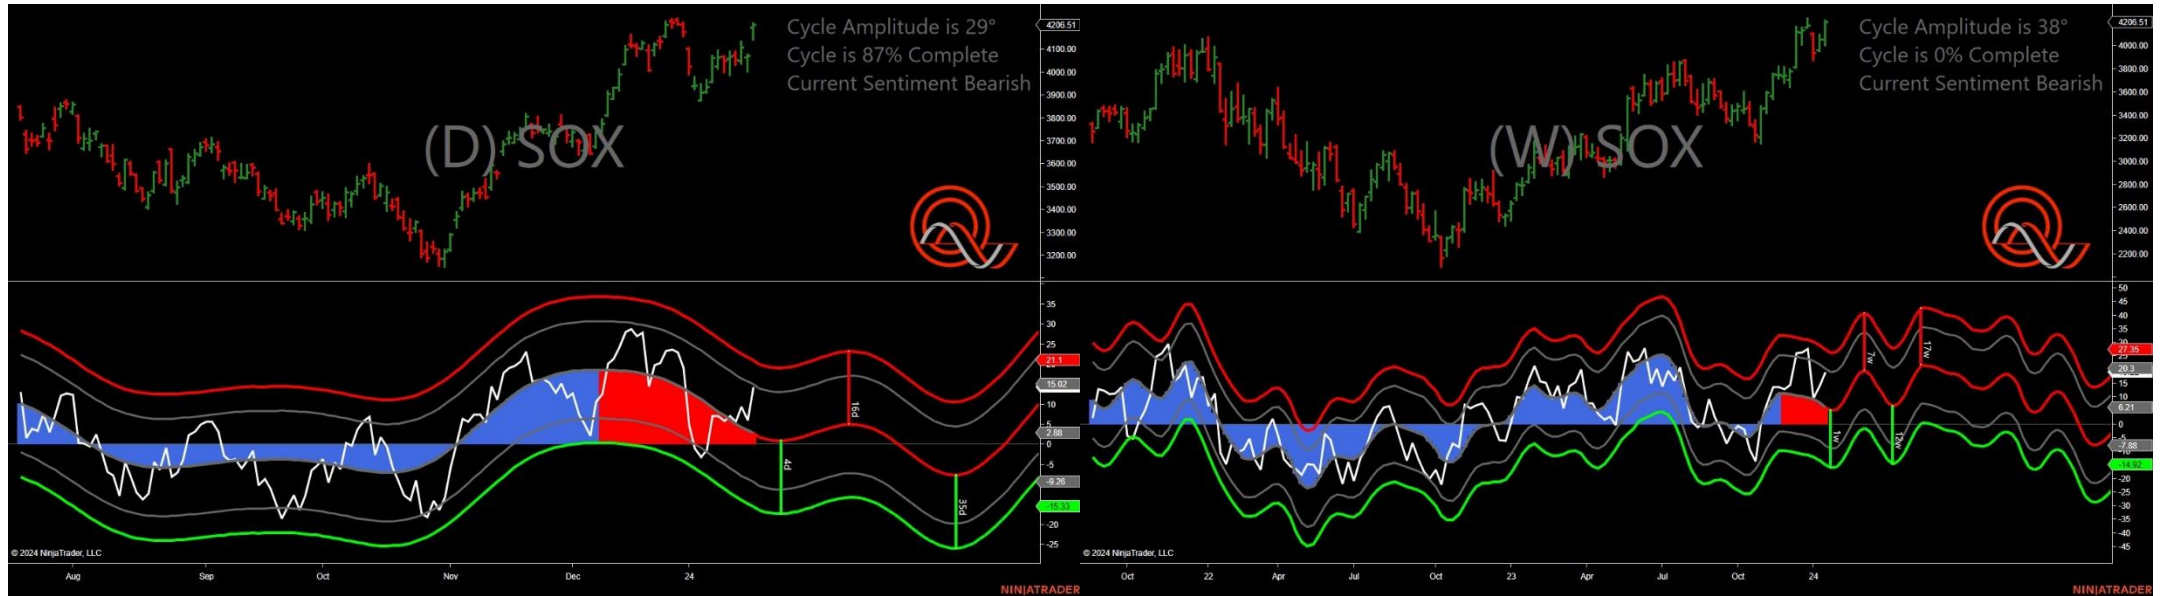 Cycle Amplitude is 29°
Cycle is 87% Complete
Current Sentiment Bearish
(D) SOX
4206.51
4100.00
4000.00
3900.00
3800.00
3700.00
3600.00
3500.00
3400.00
3300.00
3200.00
35
30
25
21.1
15.02
10
5
2.88
0
-5
-9.26
-15.33
-20
-25
16d
4d
35d
© 2024 NinjaTrader, LLC
Aug Sep Oct Nov Dec 24
NINJATRADER
Cycle Amplitude is 38°
Cycle is 0% Complete
Current Sentiment Bearish
(W) SOX
4206.51
4000.00
3800.00
3600.00
3400.00
3200.00
3000.00
2800.00
2600.00
2400.00
2200.00
50
45
40
35
27.35
20.3
15
10
6.21
0
-5
-7.88
-14.92
-20
-25
-30
-35
-40
-45
7w
17w
1w
12w
© 2024 NinjaTrader, LLC
Oct 22 Apr Jul Oct 23 Apr Jul Oct 24
NINJATRADER